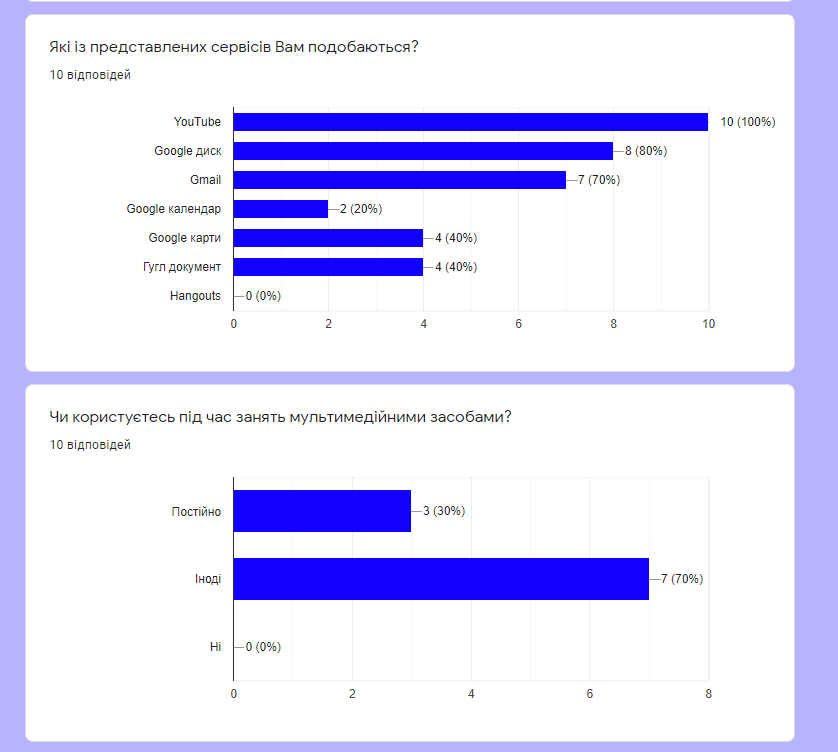 Які із представлених сервісів Вам подобаються?
10 відповідей
YouTube 10 (100%)
Google диск 8 (80%)
Gmail 7 (70%)
Google календар 2 (20%)
Google карти 4 (40%)
Гугл документ 4 (40%)
Hangouts 0 (0%)
0 2 4 6 8 10
Чи користуєтесь під час занять мультимедійними засобами?
10 відповідей
Постійно 3 (30%)
Іноді 7 (70%)
Ні 0 (0%)
0 2 4 6 8